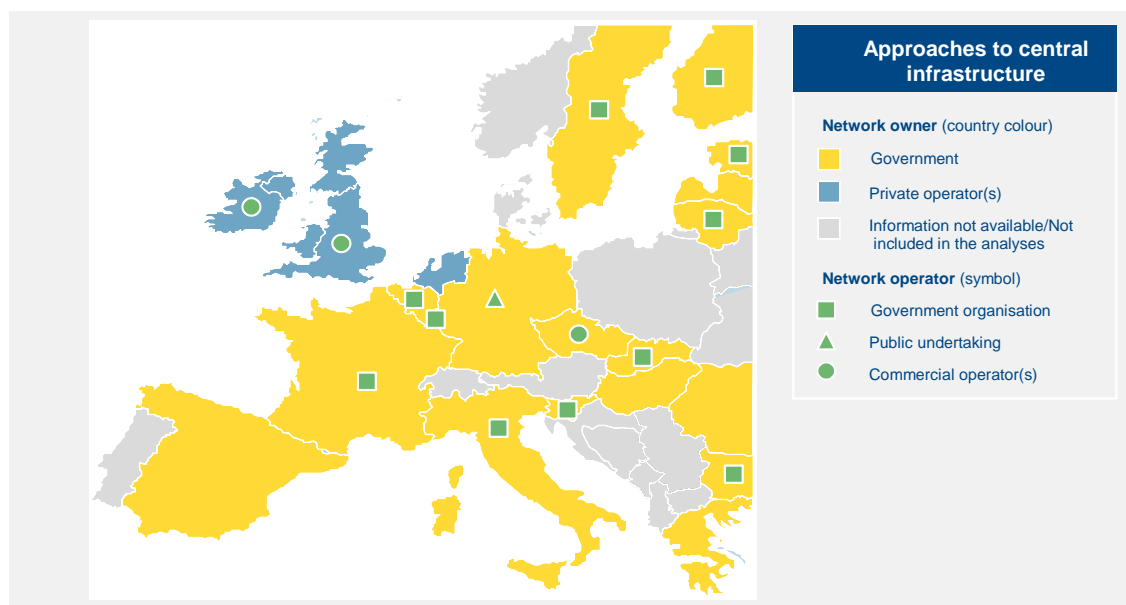 Approaches to central
infrastructure
Network owner (country colour)
Government
Private operator(s)
Information not available/Not
included in the analyses
Network operator (symbol)
Government organisation
Public undertaking
Commercial operator(s)